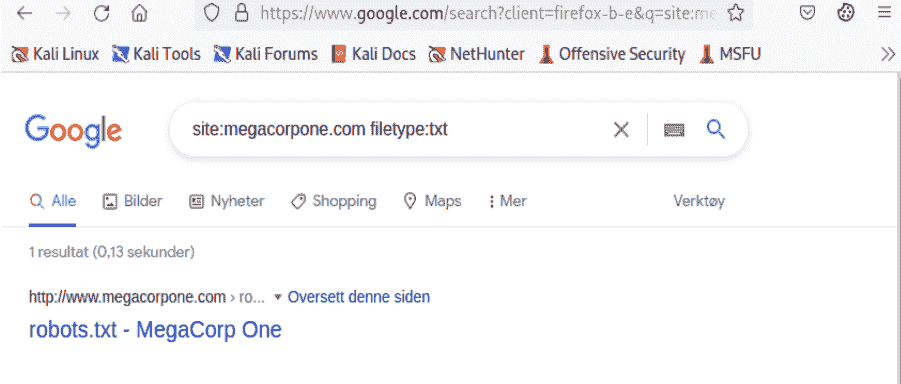 https://www.google.com/search?client=firefox-b-e&q=site:me
Kali Linux Kali Tools Kali Forums Kali Docs NetHunter Offensive Security MSFU
Google site:megacorpone.com filetype:txt
Alle Bilder Nyheter Shopping Maps Mer Verktøy
1 resultat (0,13 sekunder)
http://www.megacorpone.com › ro... Oversett denne siden
robots.txt - MegaCorp One